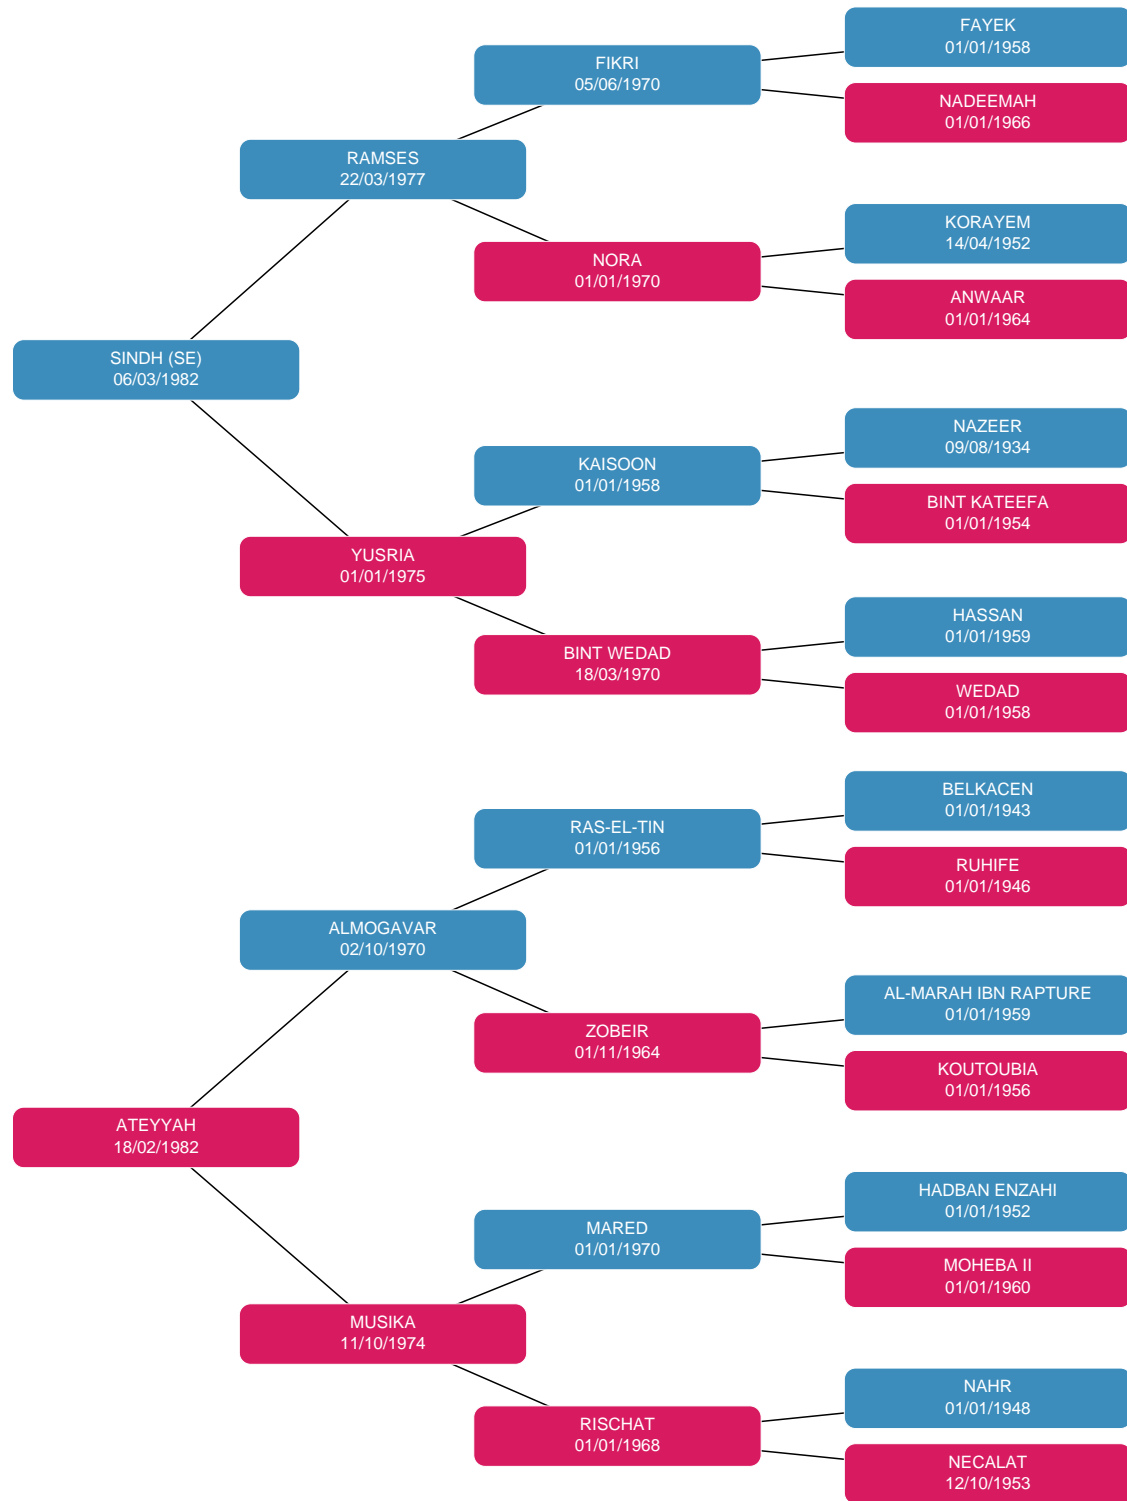 FAYEK
01/01/1958
FIKRI
05/06/1970
NADEEMAH
01/01/1966
RAMSES
22/03/1977
KORAYEM
14/04/1952
NORA
01/01/1970
ANWAAR
01/01/1964
SINDH (SE)
06/03/1982
NAZEER
09/08/1934
KAISOON
01/01/1958
BINT KATEEFA
01/01/1954
YUSRIA
01/01/1975
HASSAN
01/01/1959
BINT WEDAD
18/03/1970
WEDAD
01/01/1958
BELKACEN
01/01/1943
RAS-EL-TIN
01/01/1956
RUHIFE
01/01/1946
ALMOGAVAR
02/10/1970
AL-MARAH IBN RAPTURE
01/01/1959
ZOBEIR
01/11/1964
KOUTOUBIA
01/01/1956
ATEYYAH
18/02/1982
HADBAN ENZAHI
01/01/1952
MARED
01/01/1970
MOHEBA II
01/01/1960
MUSIKA
11/10/1974
NAHR
01/01/1948
RISCHAT
01/01/1968
NECALAT
12/10/1953